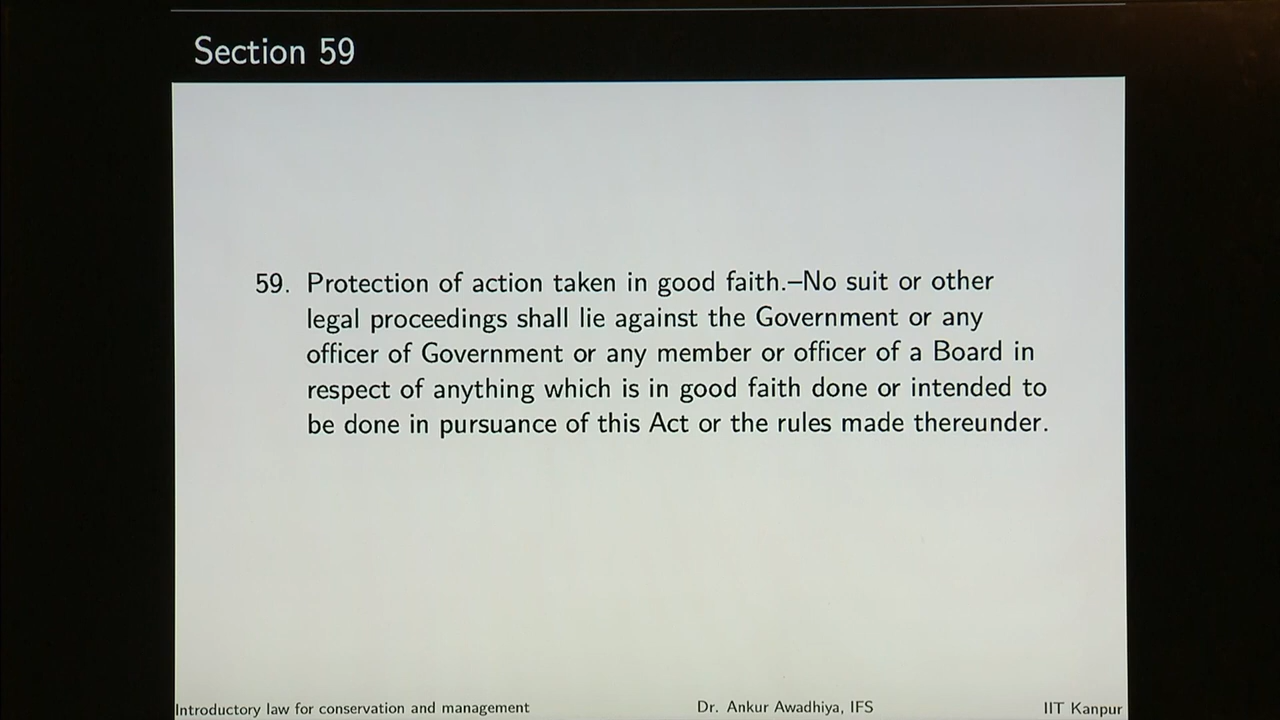 Section 59
59. Protection of action taken in good faith.–No suit or other
legal proceedings shall lie against the Government or any
officer of Government or any member or officer of a Board in
respect of anything which is in good faith done or intended to
be done in pursuance of this Act or the rules made thereunder.
Introductory law for conservation and management Dr. Ankur Awadhiya, IFS IIT Kanpur